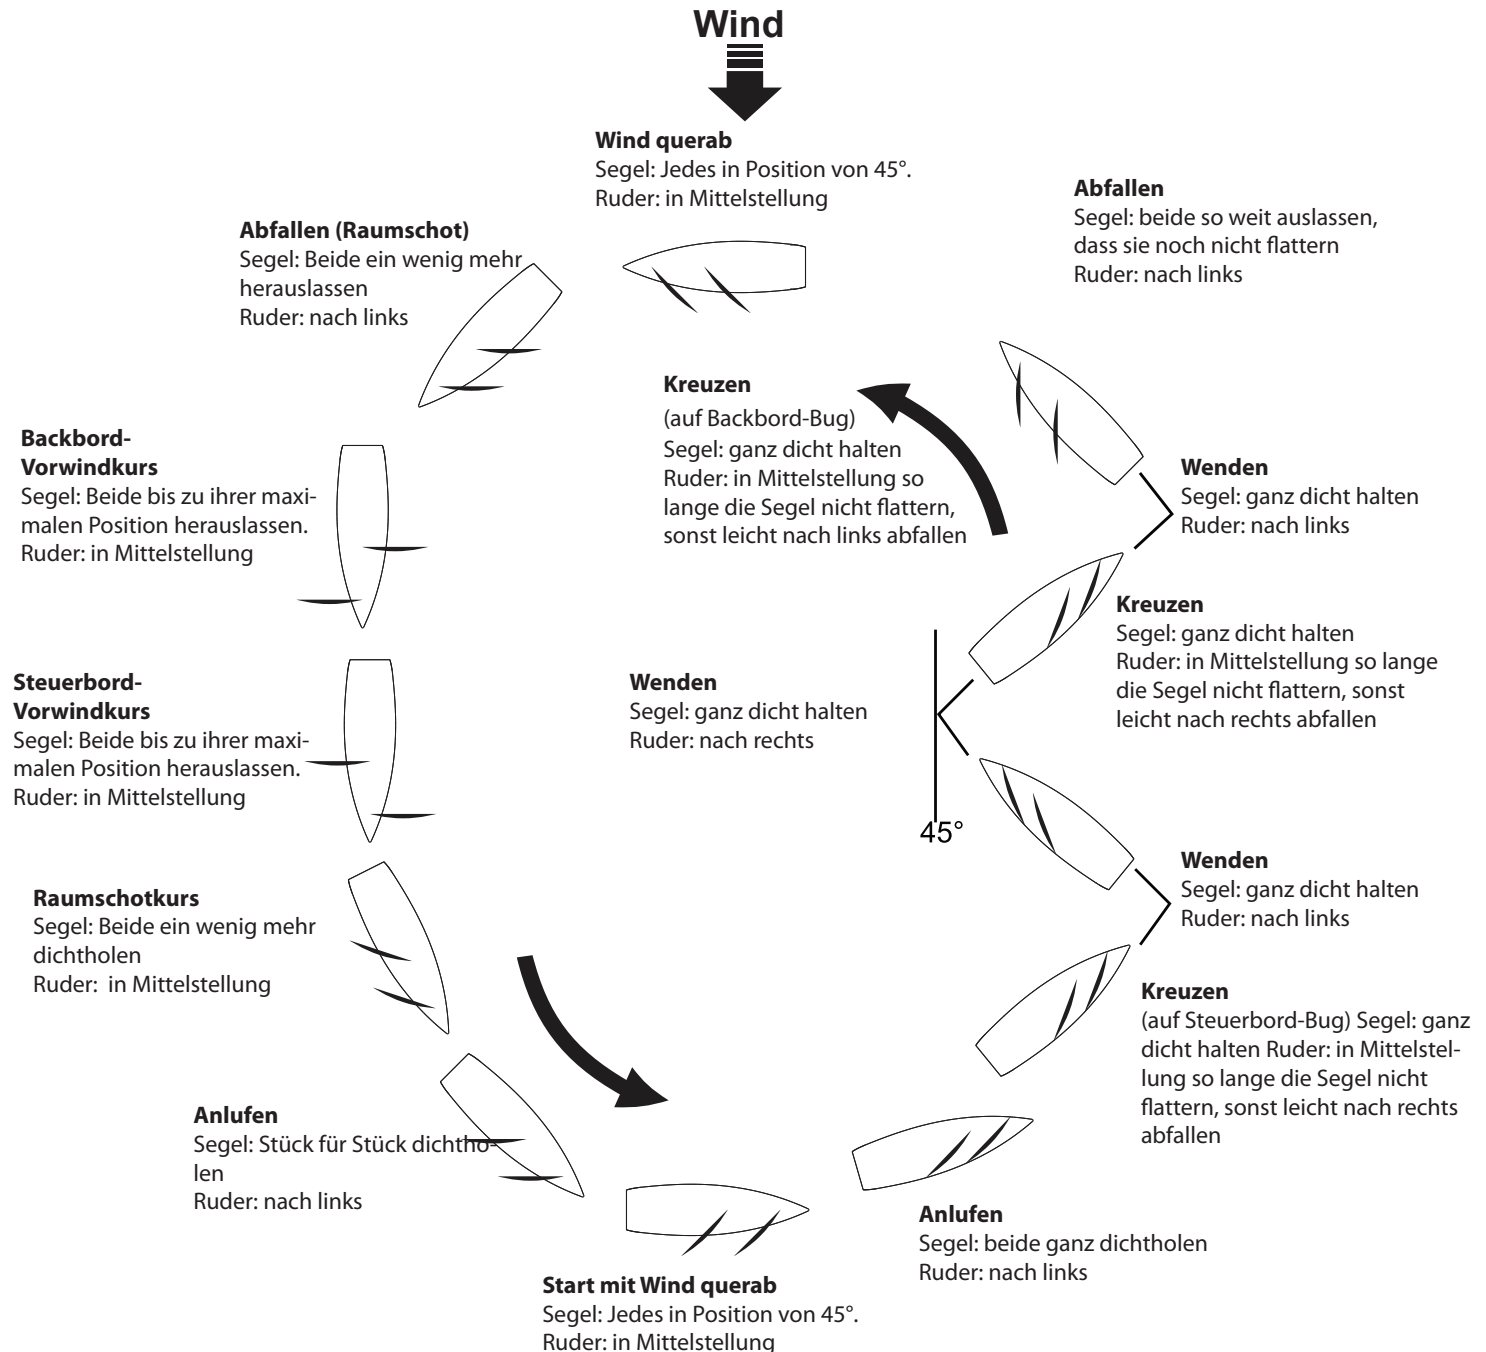 Wind
Wind querab
Segel: Jedes in Position von 45°.
Ruder: in Mittelstellung
Abfallen
Segel: beide so weit auslassen,
dass sie noch nicht flattern
Ruder: nach links
Abfallen (Raumschot)
Segel: Beide ein wenig mehr
herauslassen
Ruder: nach links
Kreuzen
(auf Backbord-Bug)
Segel: ganz dicht halten
Ruder: in Mittelstellung so
lange die Segel nicht flattern,
sonst leicht nach links abfallen
Backbord-
Vorwindkurs
Segel: Beide bis zu ihrer maxi-
malen Position herauslassen.
Ruder: in Mittelstellung
Wenden
Segel: ganz dicht halten
Ruder: nach links
Kreuzen
Segel: ganz dicht halten
Ruder: in Mittelstellung so lange
die Segel nicht flattern, sonst
leicht nach rechts abfallen
Steuerbord-
Vorwindkurs
Segel: Beide bis zu ihrer maxi-
malen Position herauslassen.
Ruder: in Mittelstellung
Wenden
Segel: ganz dicht halten
Ruder: nach rechts
45°
Wenden
Segel: ganz dicht halten
Ruder: nach links
Raumschotkurs
Segel: Beide ein wenig mehr
dichtholen
Ruder: in Mittelstellung
Kreuzen
(auf Steuerbord-Bug) Segel: ganz
dicht halten Ruder: in Mittelstel-
lung so lange die Segel nicht
flattern, sonst leicht nach rechts
abfallen
Anlufen
Segel: Stück für Stück dichtho-
len
Ruder: nach links
Anlufen
Segel: beide ganz dichtholen
Ruder: nach links
Start mit Wind querab
Segel: Jedes in Position von 45°.
Ruder: in Mittelstellung